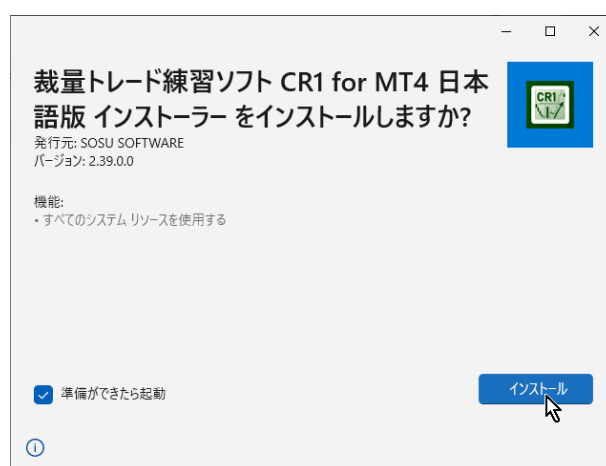 CR1
裁量トレード練習ソフト CR1 for MT4 日本
語版 インストーラー をインストールしますか?
発行元: SOSU SOFTWARE
バージョン: 2.39.0.0
機能:
• すべてのシステム リソースを使用する
準備ができたら起動
インストール